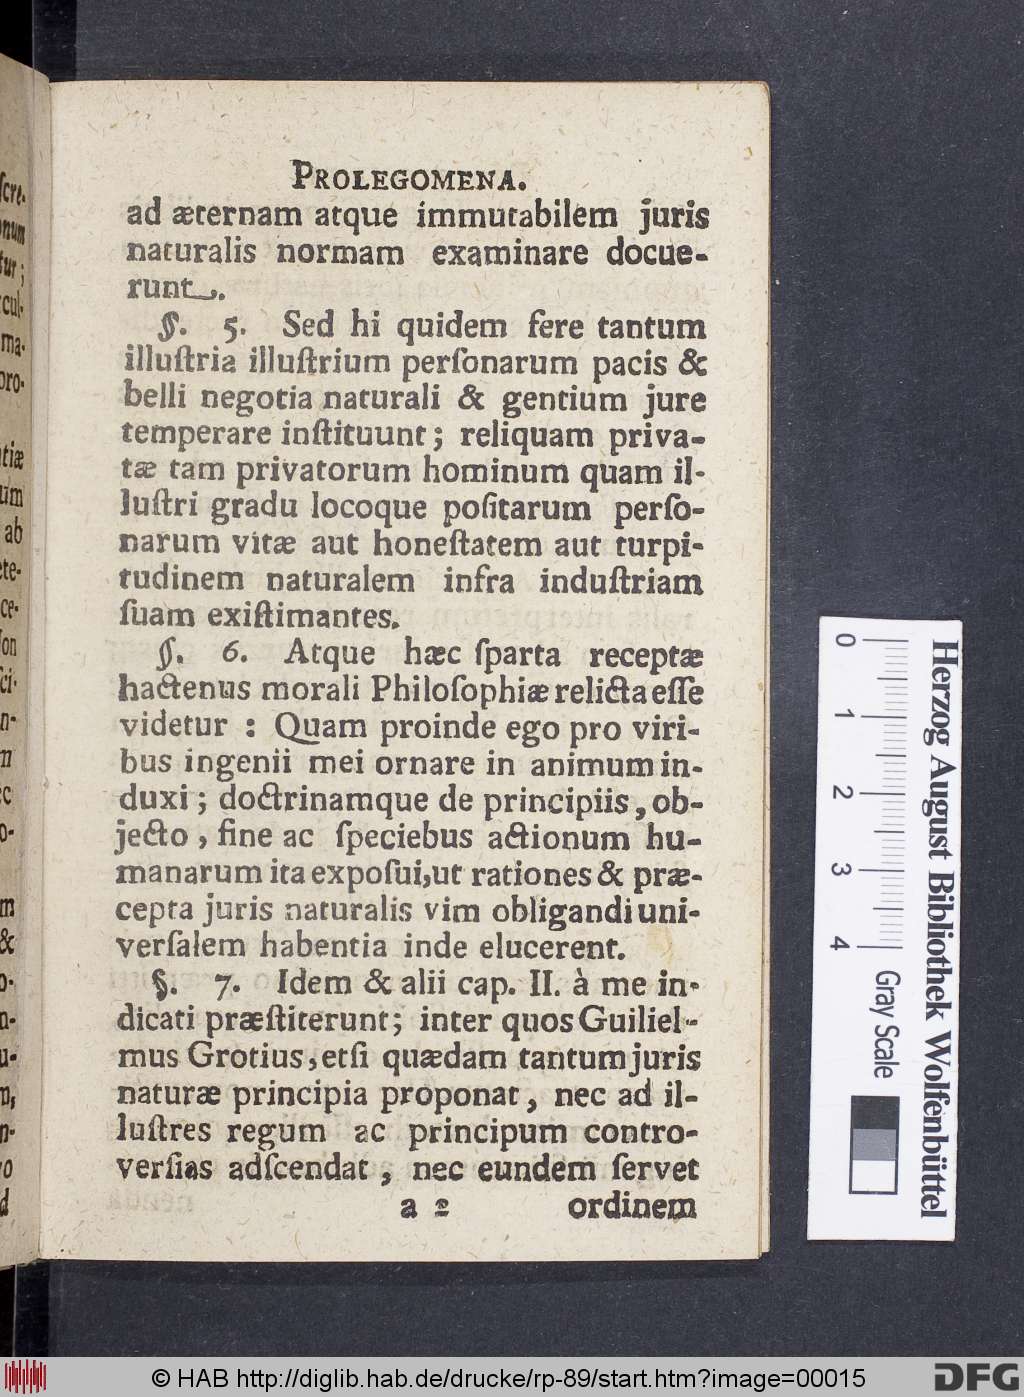 PROLEGOMENA.
ad æternam atque immutabilem juris
naturalis normam examinare docue-
runt.
§. 5. Sed hi quidem fere tantum
illuſtria illuſtrium perſonarum pacis &
belli negotia naturali & gentium jure
temperare inſtituunt; reliquam priva-
tæ tam privatorum hominum quam il-
luſtri gradu locoque poſitarum perſo-
narum vitæ aut honeſtatem aut turpi-
tudinem naturalem infra induſtriam
ſuam exiſtimantes.
§. 6. Atque hæc ſparta receptæ
hactenus morali Philoſophiæ relicta eſſe
videtur : Quam proinde ego pro viri-
bus ingenii mei ornare in animum in-
duxi; doctrinamque de principiis, ob-
jecto, fine ac ſpeciebus actionum hu-
manarum ita expoſui, ut rationes & præ-
cepta juris naturalis vim obligandi uni-
verſalem habentia inde elucerent.
§. 7. Idem & alii cap. II. à me in-
dicati præſtiterunt; inter quos Guiliel-
mus Grotius, etſi quædam tantum juris
naturæ principia proponat, nec ad il-
luſtres regum ac principum contro-
verſias adſcendat, nec eundem ſervet
a 2 ordinem
0 1 2 3 4 Gray Scale
Herzog August Bibliothek Wolfenbüttel
© HAB http://diglib.hab.de/drucke/rp-89/start.htm?image=00015
DFG